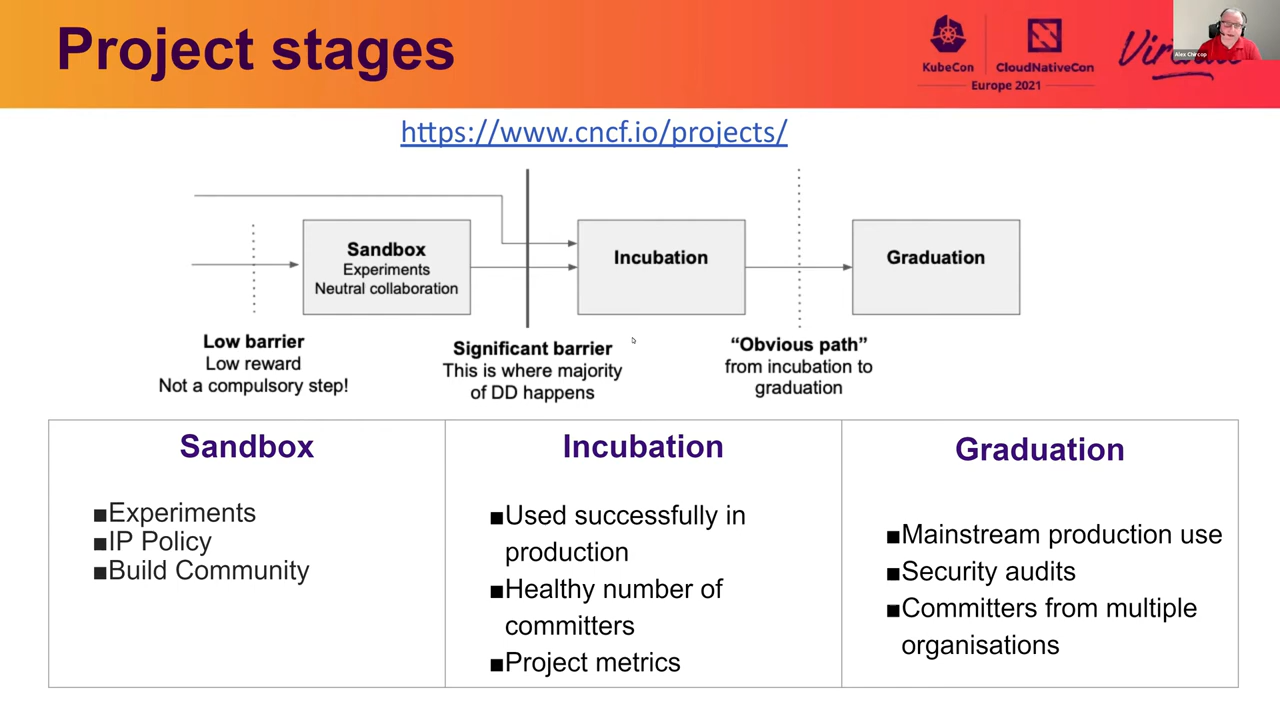 Project stages
KubeCon
CloudNativeCon
Europe 2021
Virtual
Alex Chircop
https://www.cncf.io/projects/
Sandbox
Experiments
Neutral collaboration
Incubation
Graduation
Low barrier
Low reward
Not a compulsory step!
Significant barrier
This is where majority
of DD happens
“Obvious path”
from incubation to
graduation
Sandbox
■Experiments
■IP Policy
■Build Community
Incubation
■Used successfully in
production
■Healthy number of
committers
■Project metrics
Graduation
■Mainstream production use
■Security audits
■Committers from multiple
organisations